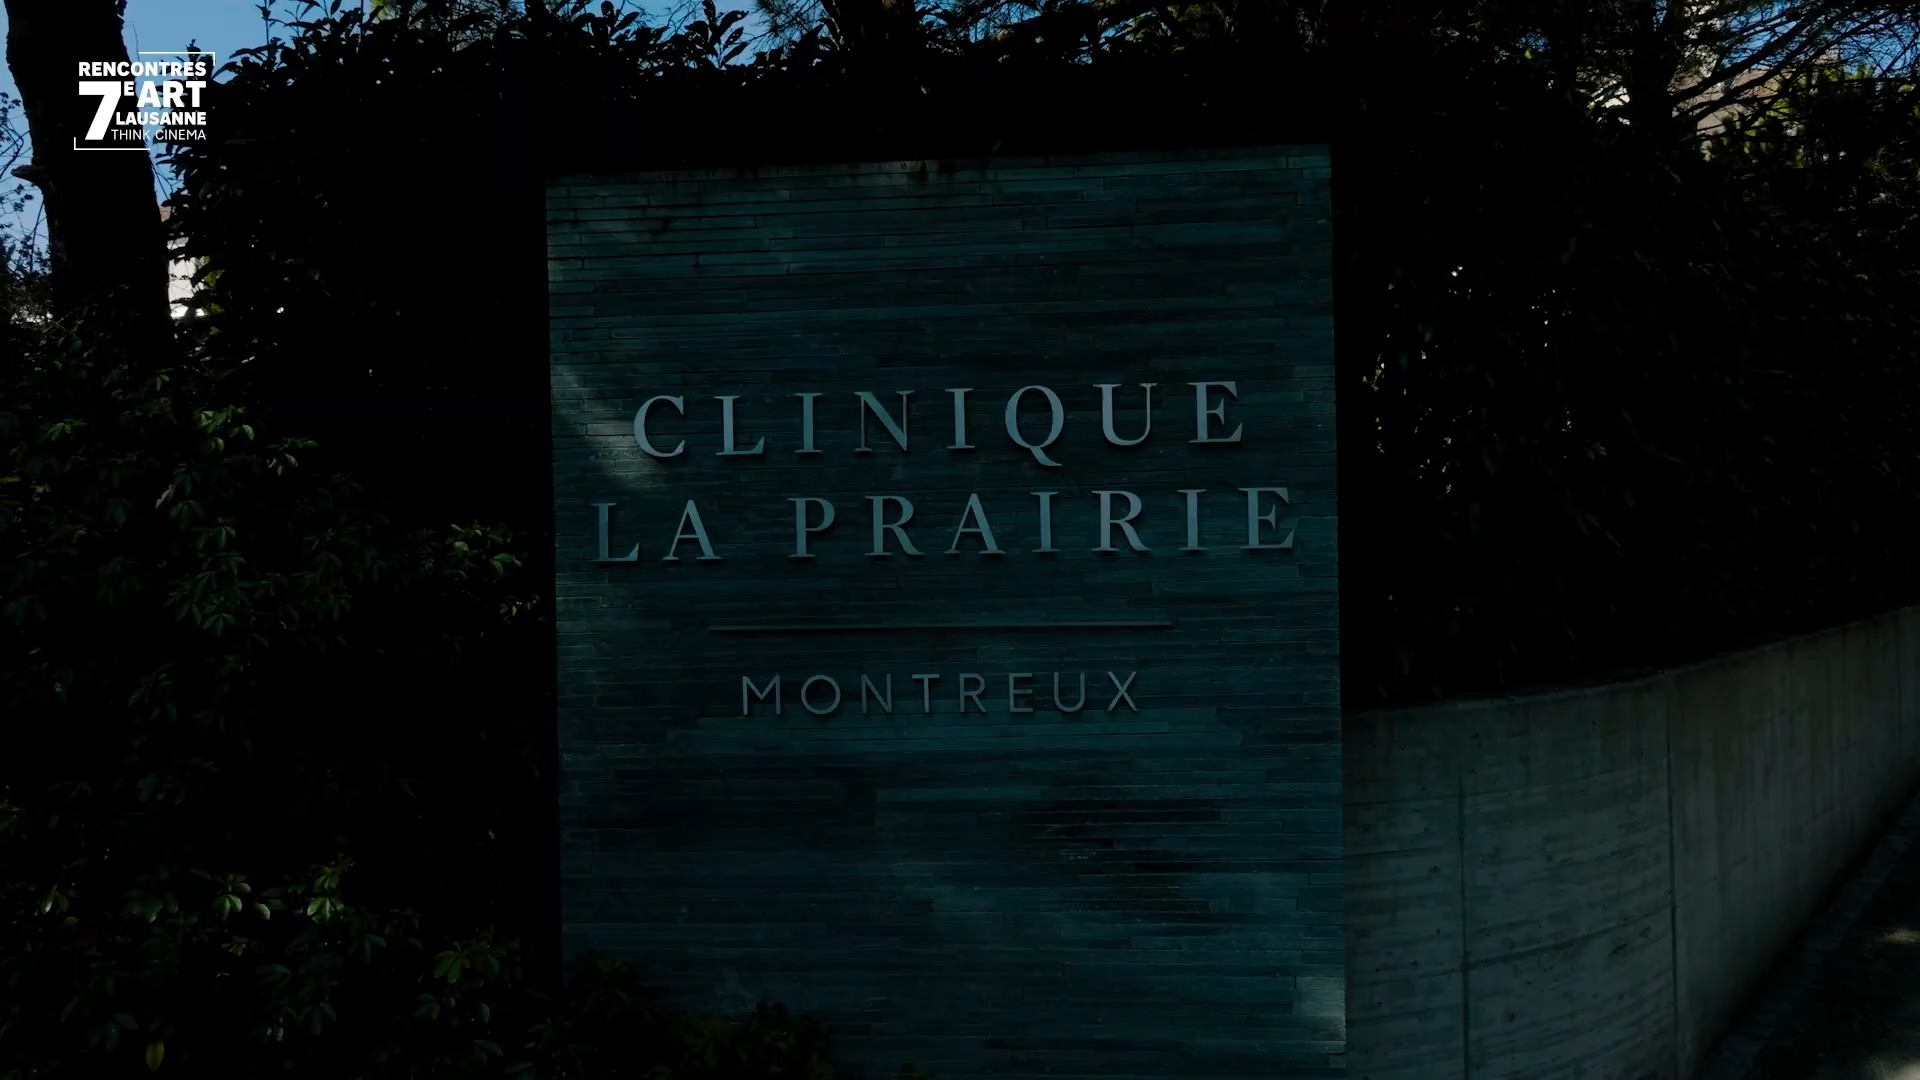 RENCONTRES
7E ART
LAUSANNE
THINK CINEMA
CLINIQUE
LA PRAIRIE
MONTREUX